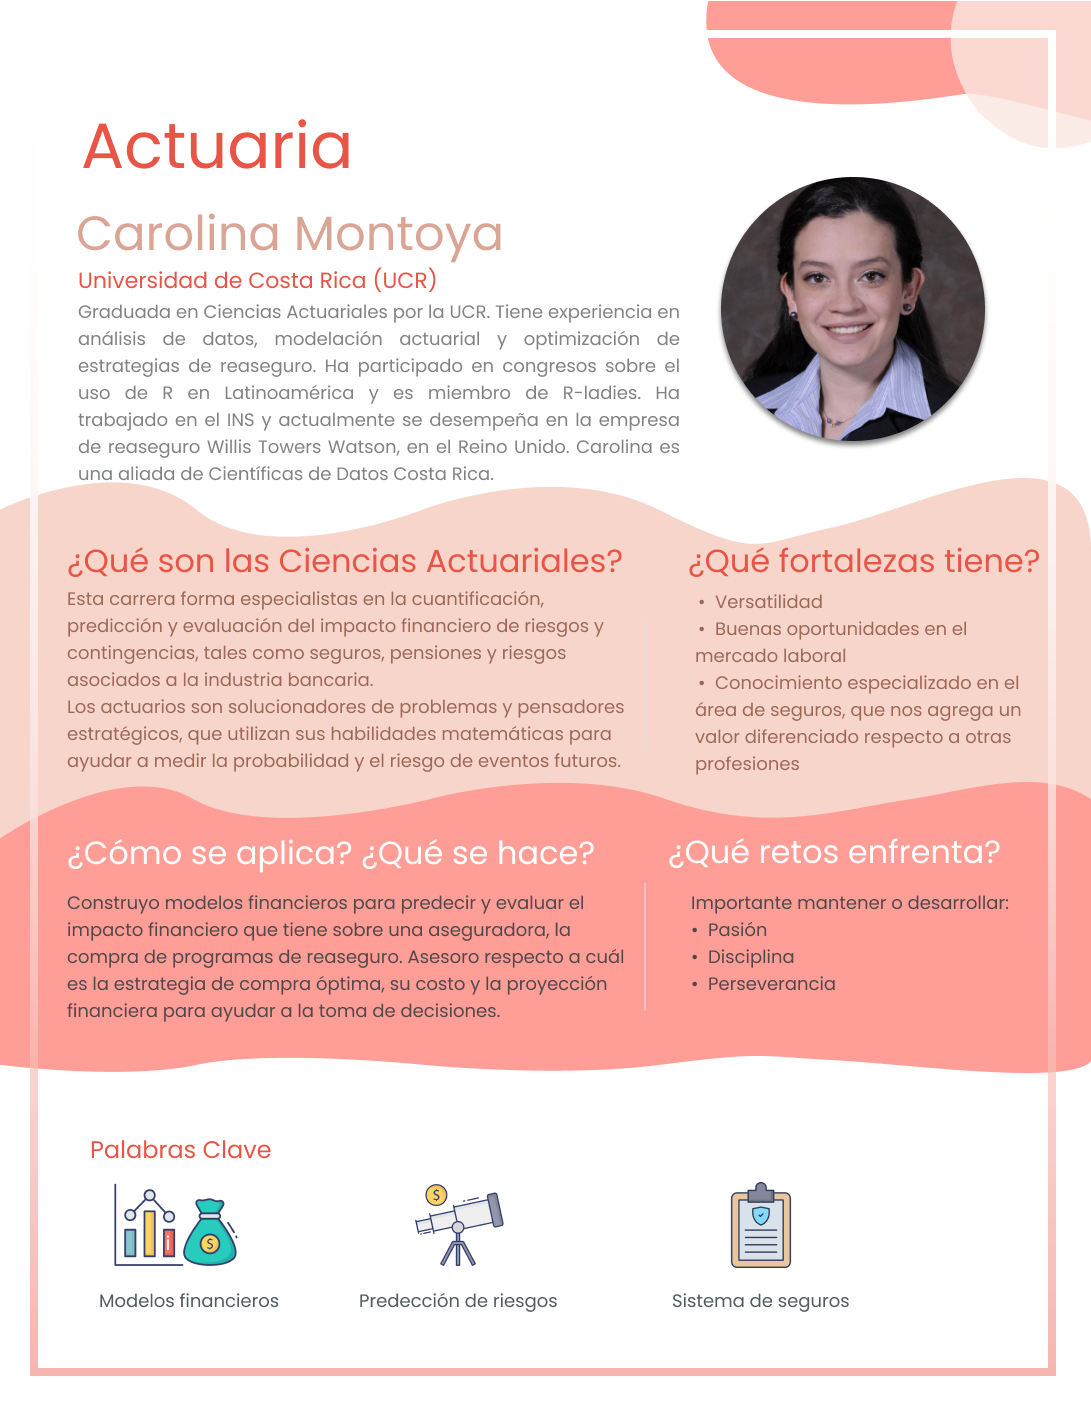 Actuaria
Carolina Montoya
Universidad de Costa Rica (UCR)
Graduada en Ciencias Actuariales por la UCR. Tiene experiencia en
análisis de datos, modelación actuarial y optimización de
estrategias de reaseguro. Ha participado en congresos sobre el
uso de R en Latinoamérica y es miembro de R-ladies. Ha
trabajado en el INS y actualmente se desempeña en la empresa
de reaseguro Willis Towers Watson, en el Reino Unido. Carolina es
una aliada de Científicas de Datos Costa Rica.
¿Qué son las Ciencias Actuariales?
Esta carrera forma especialistas en la cuantificación,
predicción y evaluación del impacto financiero de riesgos y
contingencias, tales como seguros, pensiones y riesgos
asociados a la industria bancaria.
Los actuarios son solucionadores de problemas y pensadores
estratégicos, que utilizan sus habilidades matemáticas para
ayudar a medir la probabilidad y el riesgo de eventos futuros.
¿Qué fortalezas tiene?
• Versatilidad
• Buenas oportunidades en el
mercado laboral
• Conocimiento especializado en el
área de seguros, que nos agrega un
valor diferenciado respecto a otras
profesiones
¿Cómo se aplica? ¿Qué se hace?
Construyo modelos financieros para predecir y evaluar el
impacto financiero que tiene sobre una aseguradora, la
compra de programas de reaseguro. Asesoro respecto a cuál
es la estrategia de compra óptima, su costo y la proyección
financiera para ayudar a la toma de decisiones.
¿Qué retos enfrenta?
Importante mantener o desarrollar:
• Pasión
• Disciplina
• Perseverancia
Palabras Clave
$
$
Modelos financieros
Predección de riesgos
Sistema de seguros